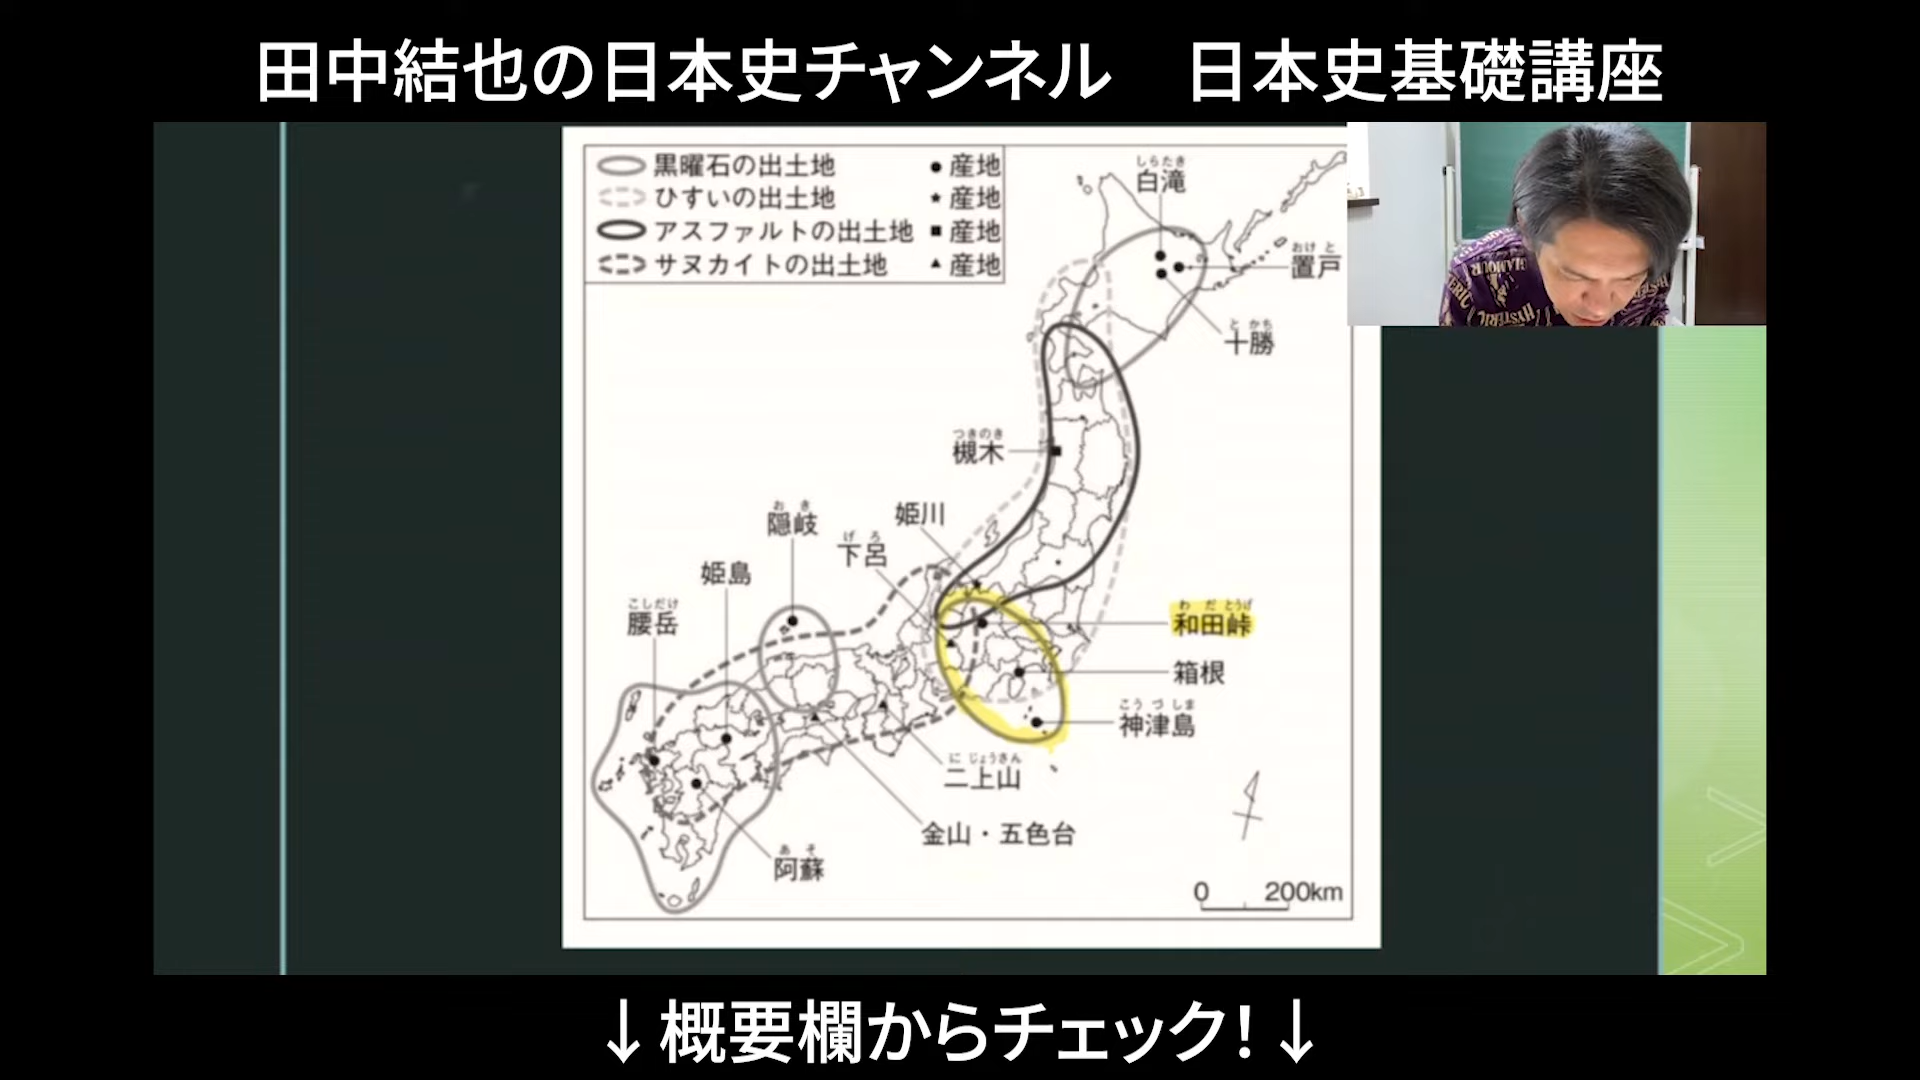 田中結也の日本史チャンネル　日本史基礎講座
黒曜石の出土地 ● 産地
ひすいの出土地 ★ 産地
アスファルトの出土地 ■ 産地
サヌカイトの出土地 ▲ 産地
しらたき
白滝
おけと
置戸
とかち
十勝
つきのき
槻木
姫川
おき
隠岐
げろ
下呂
姫島
こしだけ
腰岳
わだとうげ
和田峠
箱根
こうづしま
神津島
にじょうさん
二上山
金山・五色台
あそ
阿蘇
0 200km
GLAMOUR
HYSTERIC
↓概要欄からチェック!↓